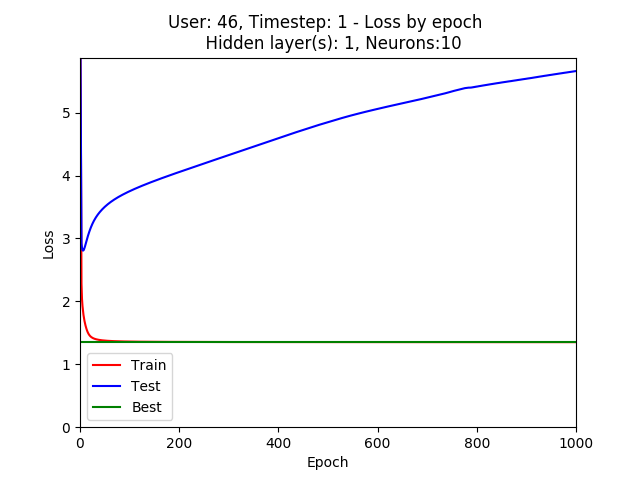 User: 46, Timestep: 1 - Loss by epoch
Hidden layer(s): 1, Neurons:10
5
4
3
2
1
0
Loss
Train
Test
Best
0 200 400 600 800 1000
Epoch